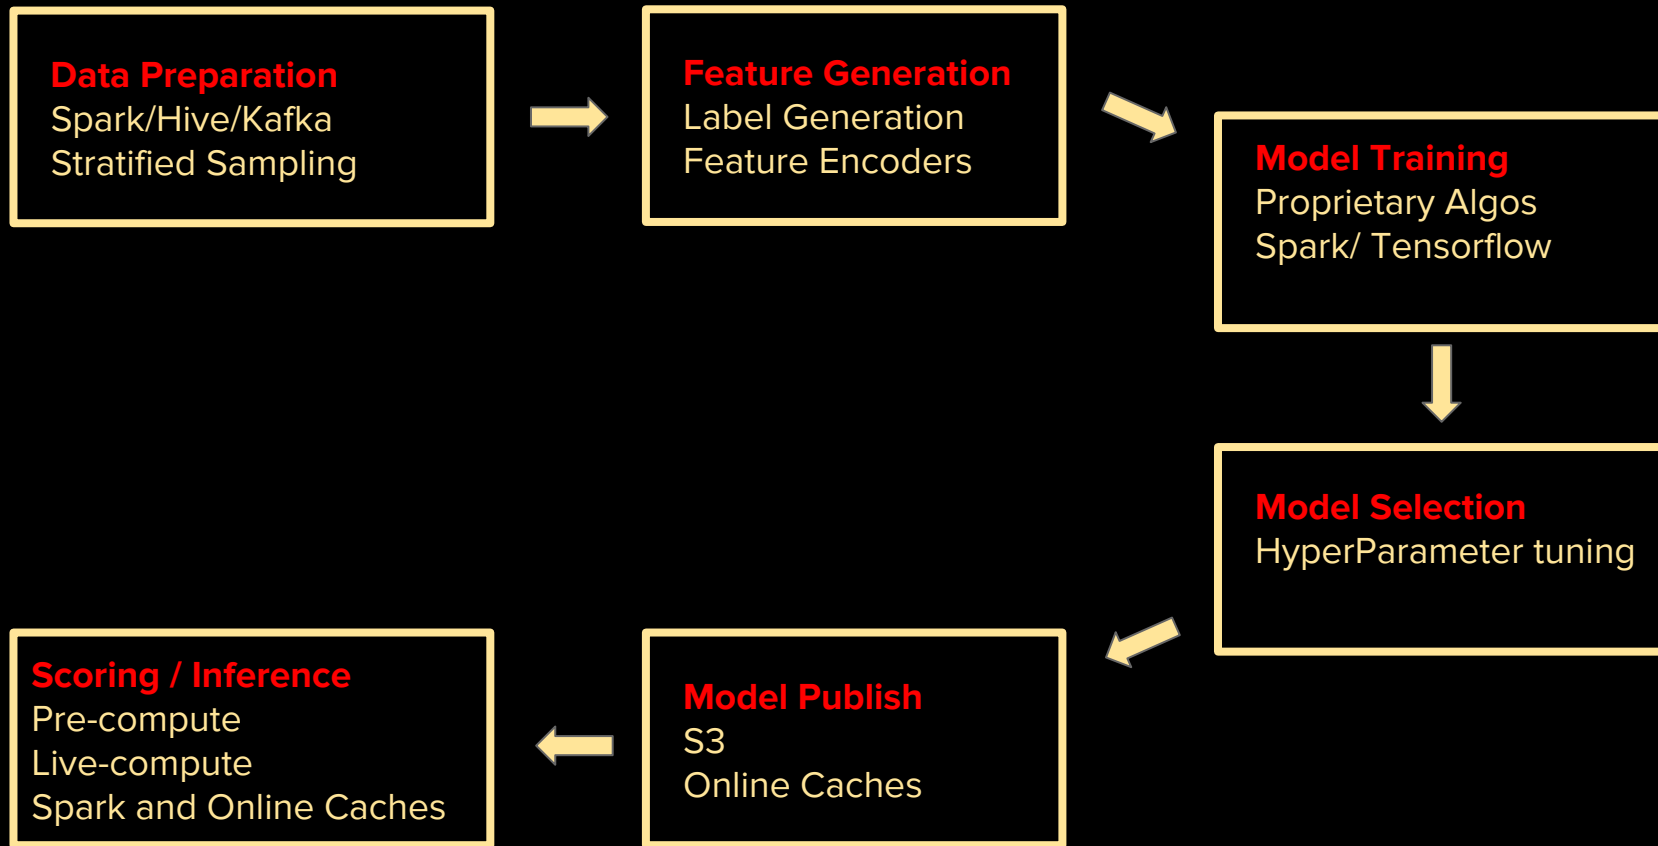 Data Preparation
Spark/Hive/Kafka
Stratified Sampling
Feature Generation
Label Generation
Feature Encoders
Model Training
Proprietary Algos
Spark/ Tensorflow
Model Selection
HyperParameter tuning
Model Publish
S3
Online Caches
Scoring / Inference
Pre-compute
Live-compute
Spark and Online Caches